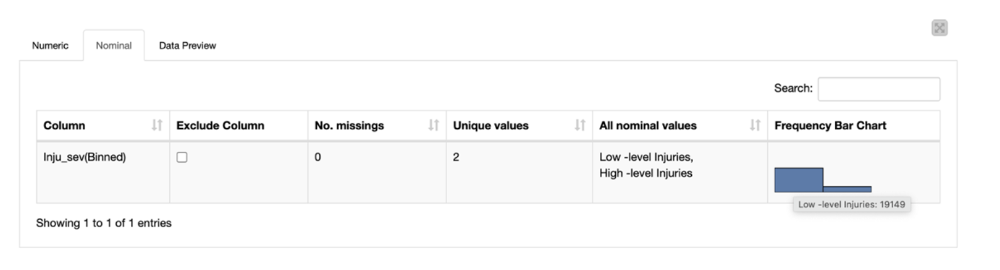 Numeric Nominal Data Preview
Search:
Column Exclude Column No. missings Unique values All nominal values Frequency Bar Chart
Inju_sev(Binned) 0 2 Low -level Injuries,
High -level Injuries
Low -level Injuries: 19149
Showing 1 to 1 of 1 entries